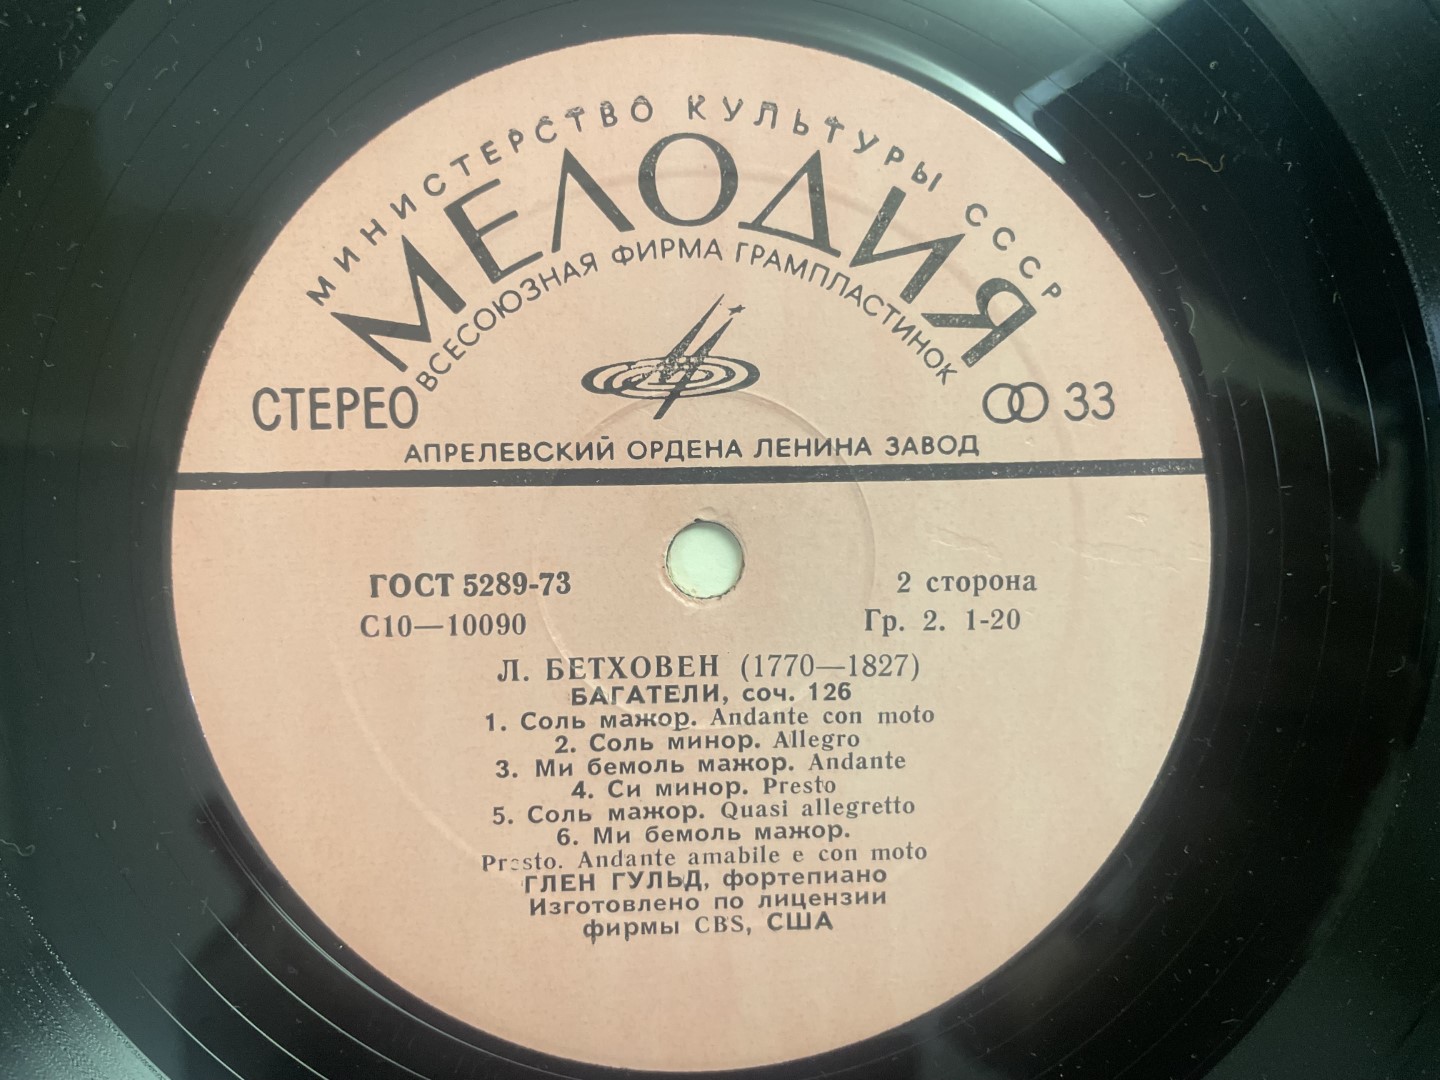 МИНИСТЕРСТВО КУЛЬТУРЫ СССР
МЕЛОДИЯ
ВСЕСОЮЗНАЯ ФИРМА ГРАМПЛАСТИНОК
СТЕРЕО
33
АПРЕЛЕВСКИЙ ОРДЕНА ЛЕНИНА ЗАВОД
ГОСТ 5289-73
2 сторона
С10—10090
Гр. 2. 1-20
Л. БЕТХОВЕН (1770—1827)
БАГАТЕЛИ, соч. 126
1. Соль мажор. Andante con moto
2. Соль минор. Allegro
3. Ми бемоль мажор. Andante
4. Си минор. Presto
5. Соль мажор. Quasi allegretto
6. Ми бемоль мажор.
Presto. Andante amabile e con moto
ГЛЕН ГУЛЬД, фортепиано
Изготовлено по лицензии
фирмы CBS, США